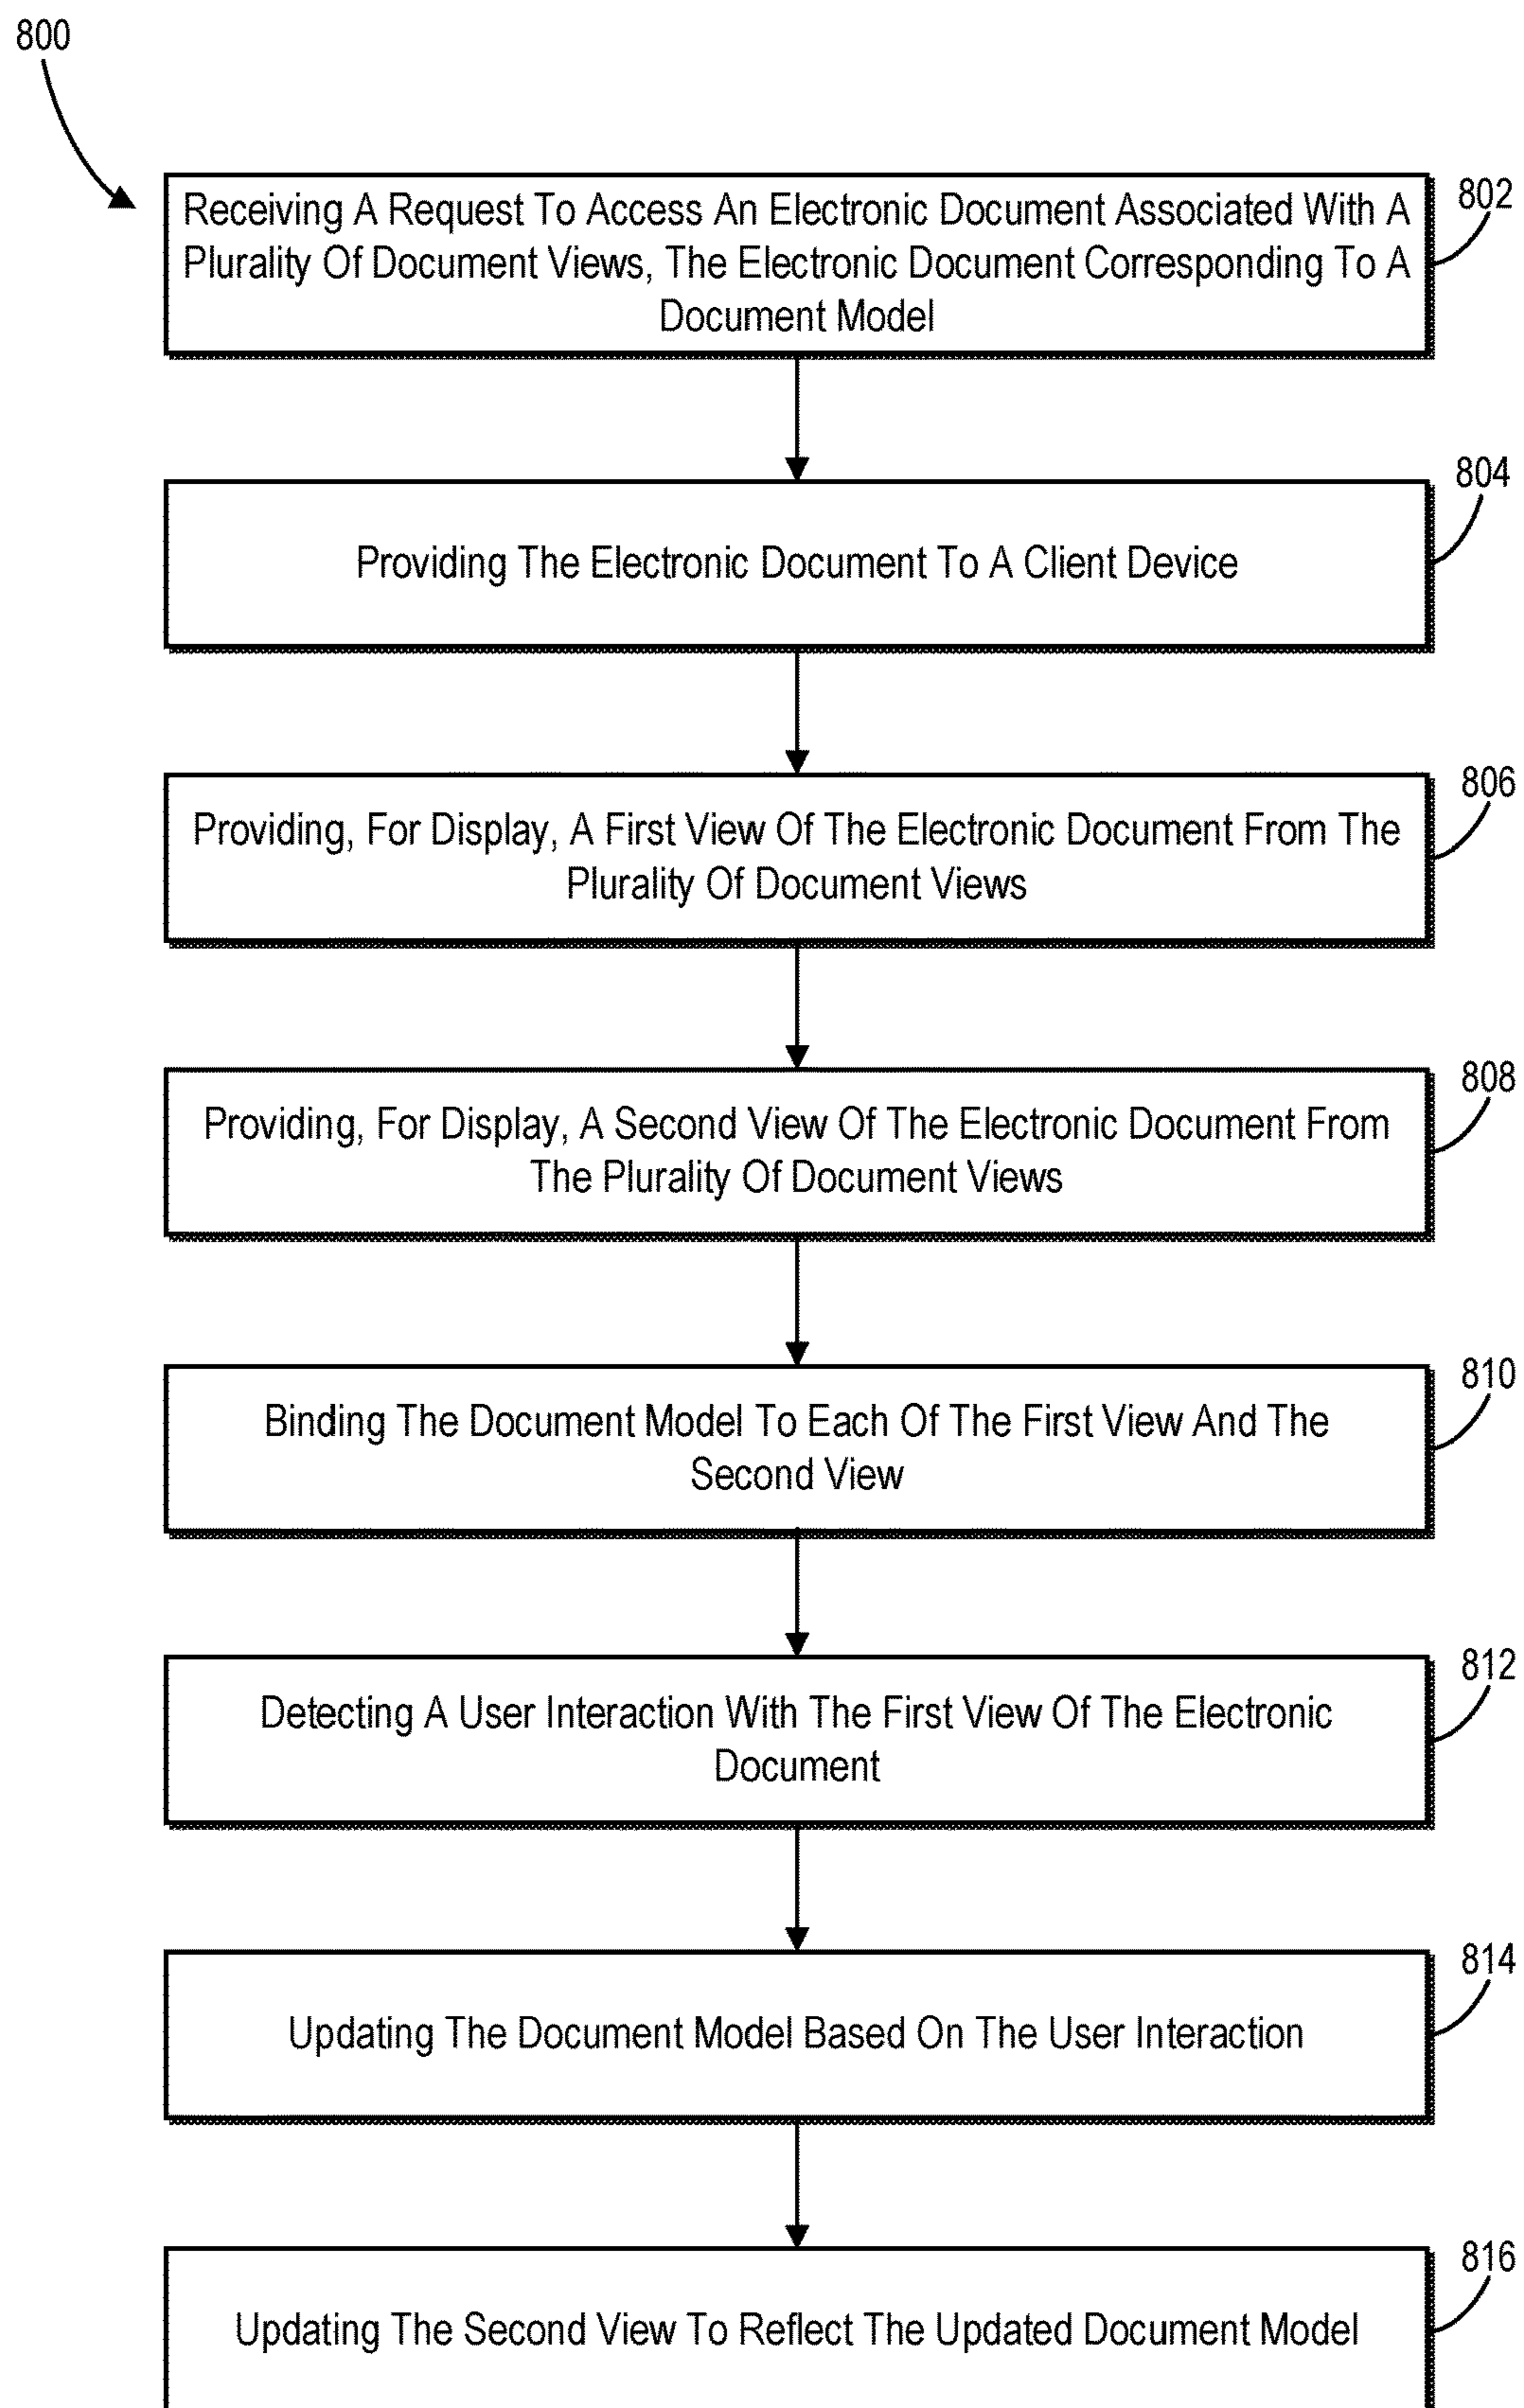 800
Receiving A Request To Access An Electronic Document Associated With A
Plurality Of Document Views, The Electronic Document Corresponding To A
Document Model
802
Providing The Electronic Document To A Client Device
804
Providing, For Display, A First View Of The Electronic Document From The
Plurality Of Document Views
806
Providing, For Display, A Second View Of The Electronic Document From
The Plurality Of Document Views
808
Binding The Document Model To Each Of The First View And The
Second View
810
Detecting A User Interaction With The First View Of The Electronic
Document
812
Updating The Document Model Based On The User Interaction
814
Updating The Second View To Reflect The Updated Document Model
816